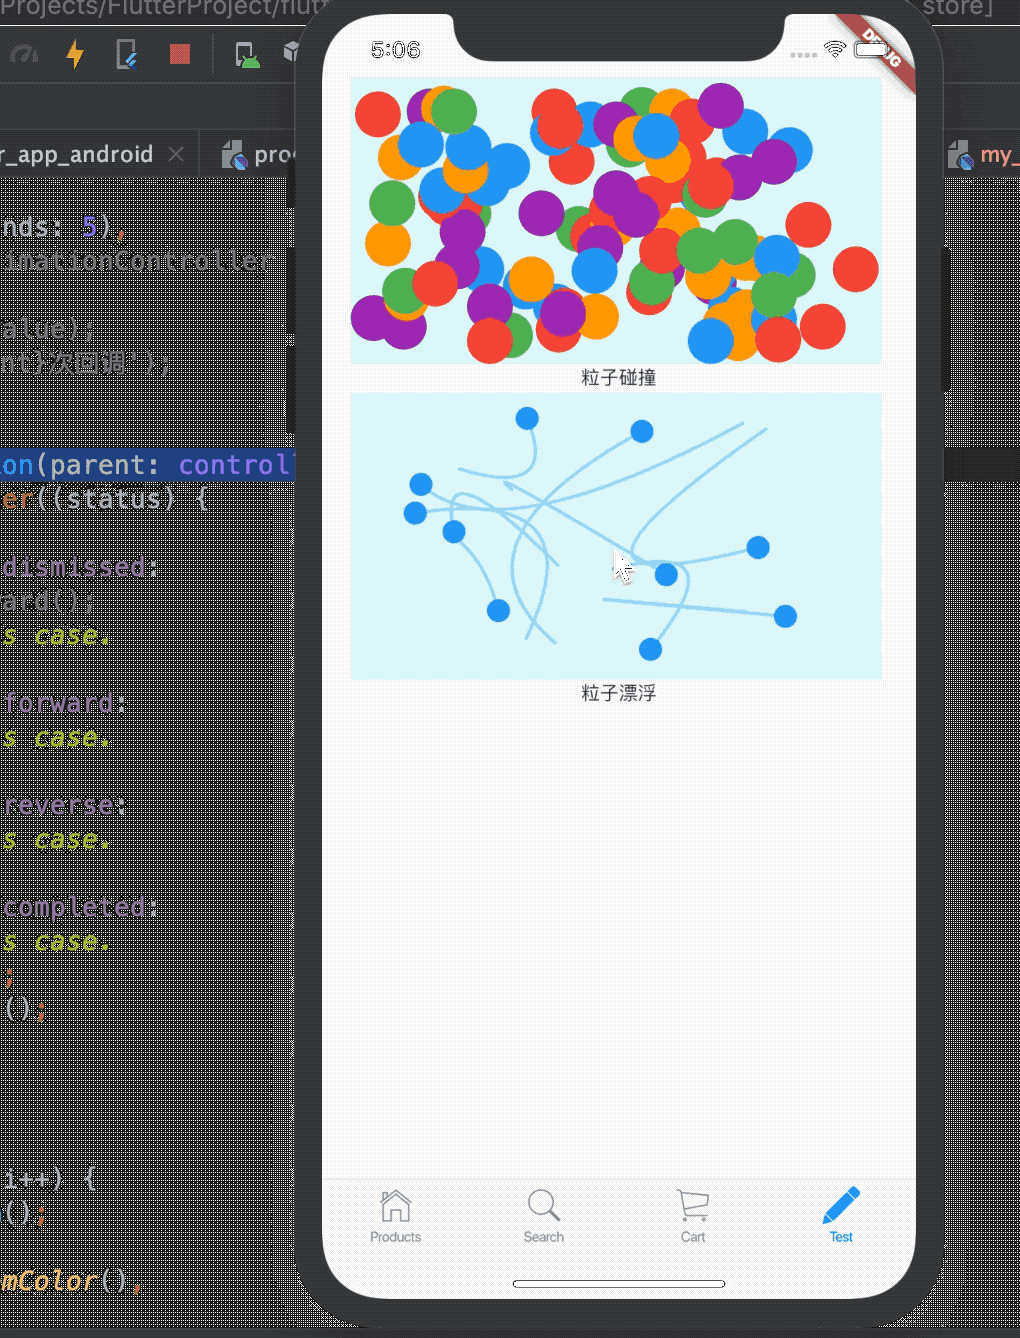 Projects/FlutterProject/flutt
store]
r_app_android
pro
my_
nds: 5),
imationController
alue);
nt}次回调");
on(parent: controll
er((status) {
dismissed:
ard();
s case.
forward:
s case.
reverse:
s case.
completed:
s case.
;
();
i++) {
();
mColor(),
5:06
DEBUG
粒子碰撞
粒子漂浮
Products
Search
Cart
Test